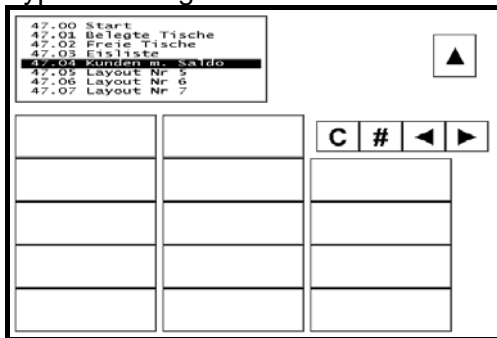 47.00 Start
47.01 Belegte Tische
47.02 Freie Tische
47.03 Eisliste
47.04 Kunden m. Saldo
47.05 Layout Nr 5
47.06 Layout Nr 6
47.07 Layout Nr 7
C # ◄ ►